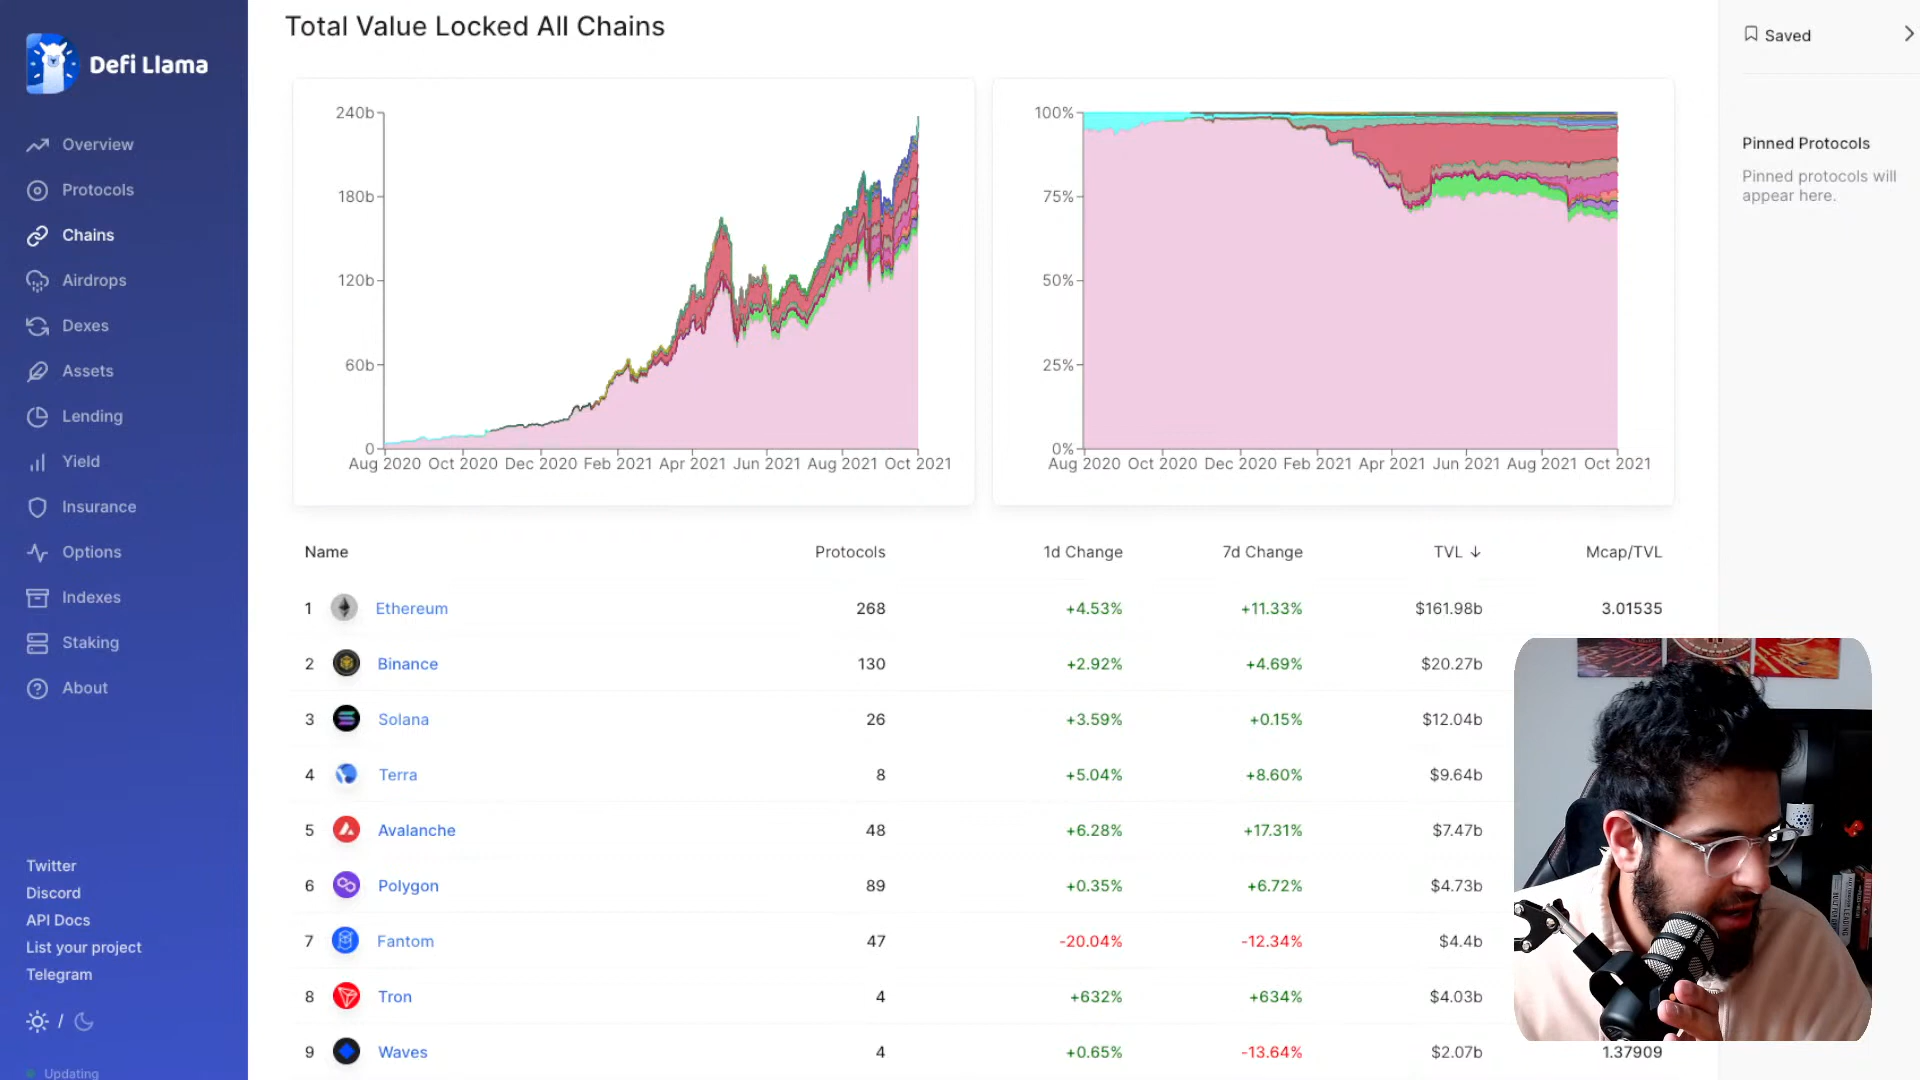 Defi Llama
Overview
Protocols
Chains
Airdrops
Dexes
Assets
Lending
Yield
Insurance
Options
Indexes
Staking
About
Twitter
Discord
API Docs
List your project
Telegram
/
Updating
Total Value Locked All Chains
240b
180b
120b
60b
0
Aug 2020 Oct 2020 Dec 2020 Feb 2021 Apr 2021 Jun 2021 Aug 2021 Oct 2021
100%
75%
50%
25%
0%
Aug 2020 Oct 2020 Dec 2020 Feb 2021 Apr 2021 Jun 2021 Aug 2021 Oct 2021
Name Protocols 1d Change 7d Change TVL ↓ Mcap/TVL
1 Ethereum 268 +4.53% +11.33% $161.98b 3.01535
2 Binance 130 +2.92% +4.69% $20.27b
3 Solana 26 +3.59% +0.15% $12.04b
4 Terra 8 +5.04% +8.60% $9.64b
5 Avalanche 48 +6.28% +17.31% $7.47b
6 Polygon 89 +0.35% +6.72% $4.73b
7 Fantom 47 -20.04% -12.34% $4.4b
8 Tron 4 +632% +634% $4.03b
9 Waves 4 +0.65% -13.64% $2.07b 1.37909
Saved
Pinned Protocols
Pinned protocols will
appear here.